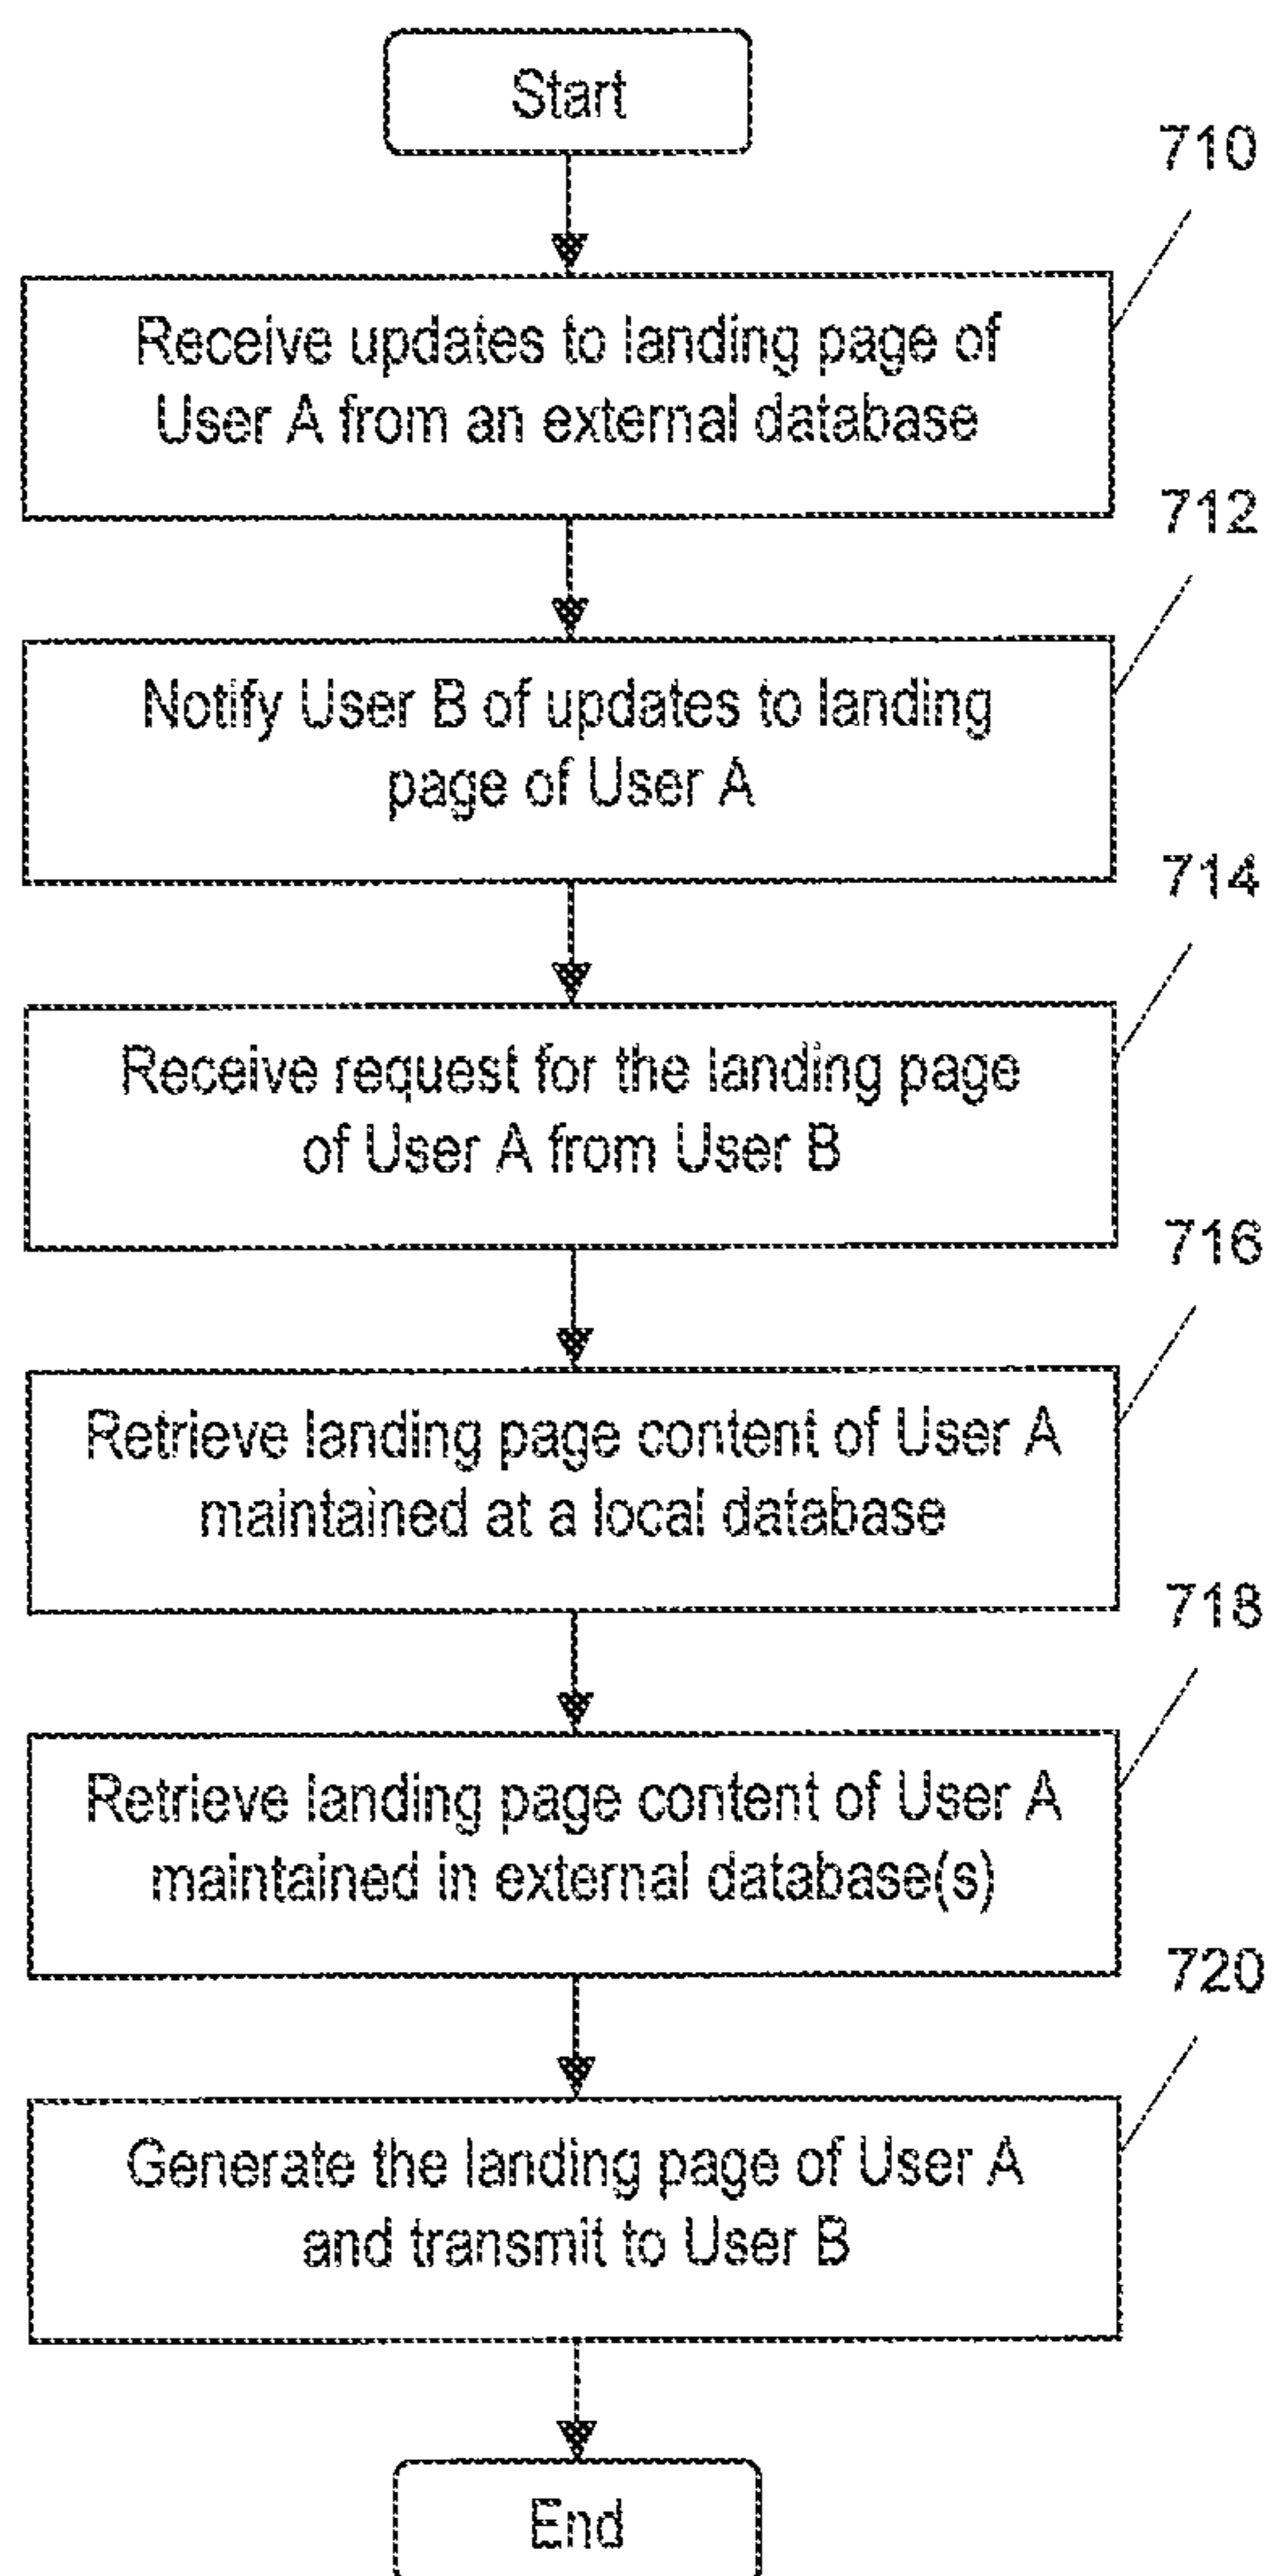 Start
710
Receive updates to landing page of
User A from an external database
712
Notify User B of updates to landing
page of User A
714
Receive request for the landing page
of User A from User B
716
Retrieve landing page content of User A
maintained at a local database
718
Retrieve landing page content of User A
maintained in external database(s)
720
Generate the landing page of User A
and transmit to User B
End